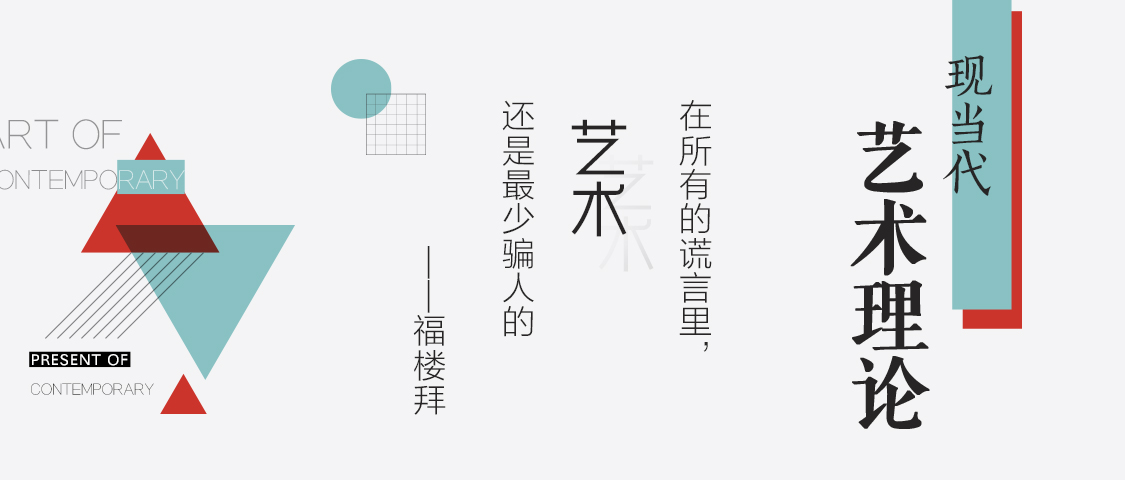 现当代
艺术理论
在所有的谎言里，
艺术
还是最少骗人的
——福楼拜
ART OF
CONTEMPORARY
PRESENT OF
CONTEMPORARY